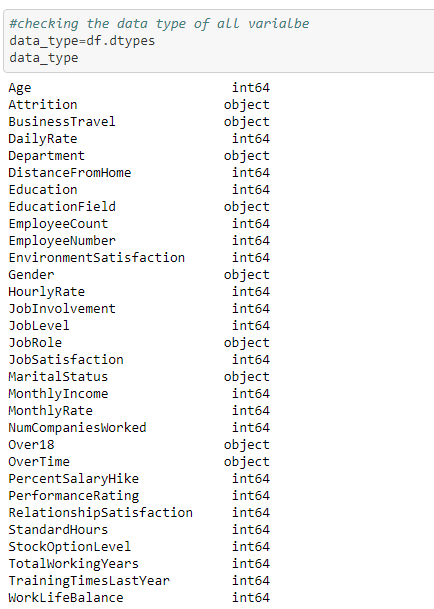 #checking the data type of all varialbe
data_type=df.dtypes
data_type
Age int64
Attrition object
BusinessTravel object
DailyRate int64
Department object
DistanceFromHome int64
Education int64
EducationField object
EmployeeCount int64
EmployeeNumber int64
EnvironmentSatisfaction int64
Gender object
HourlyRate int64
JobInvolvement int64
JobLevel int64
JobRole object
JobSatisfaction int64
MaritalStatus object
MonthlyIncome int64
MonthlyRate int64
NumCompaniesWorked int64
Over18 object
OverTime object
PercentSalaryHike int64
PerformanceRating int64
RelationshipSatisfaction int64
StandardHours int64
StockOptionLevel int64
TotalWorkingYears int64
TrainingTimesLastYear int64
WorkLifeBalance int64